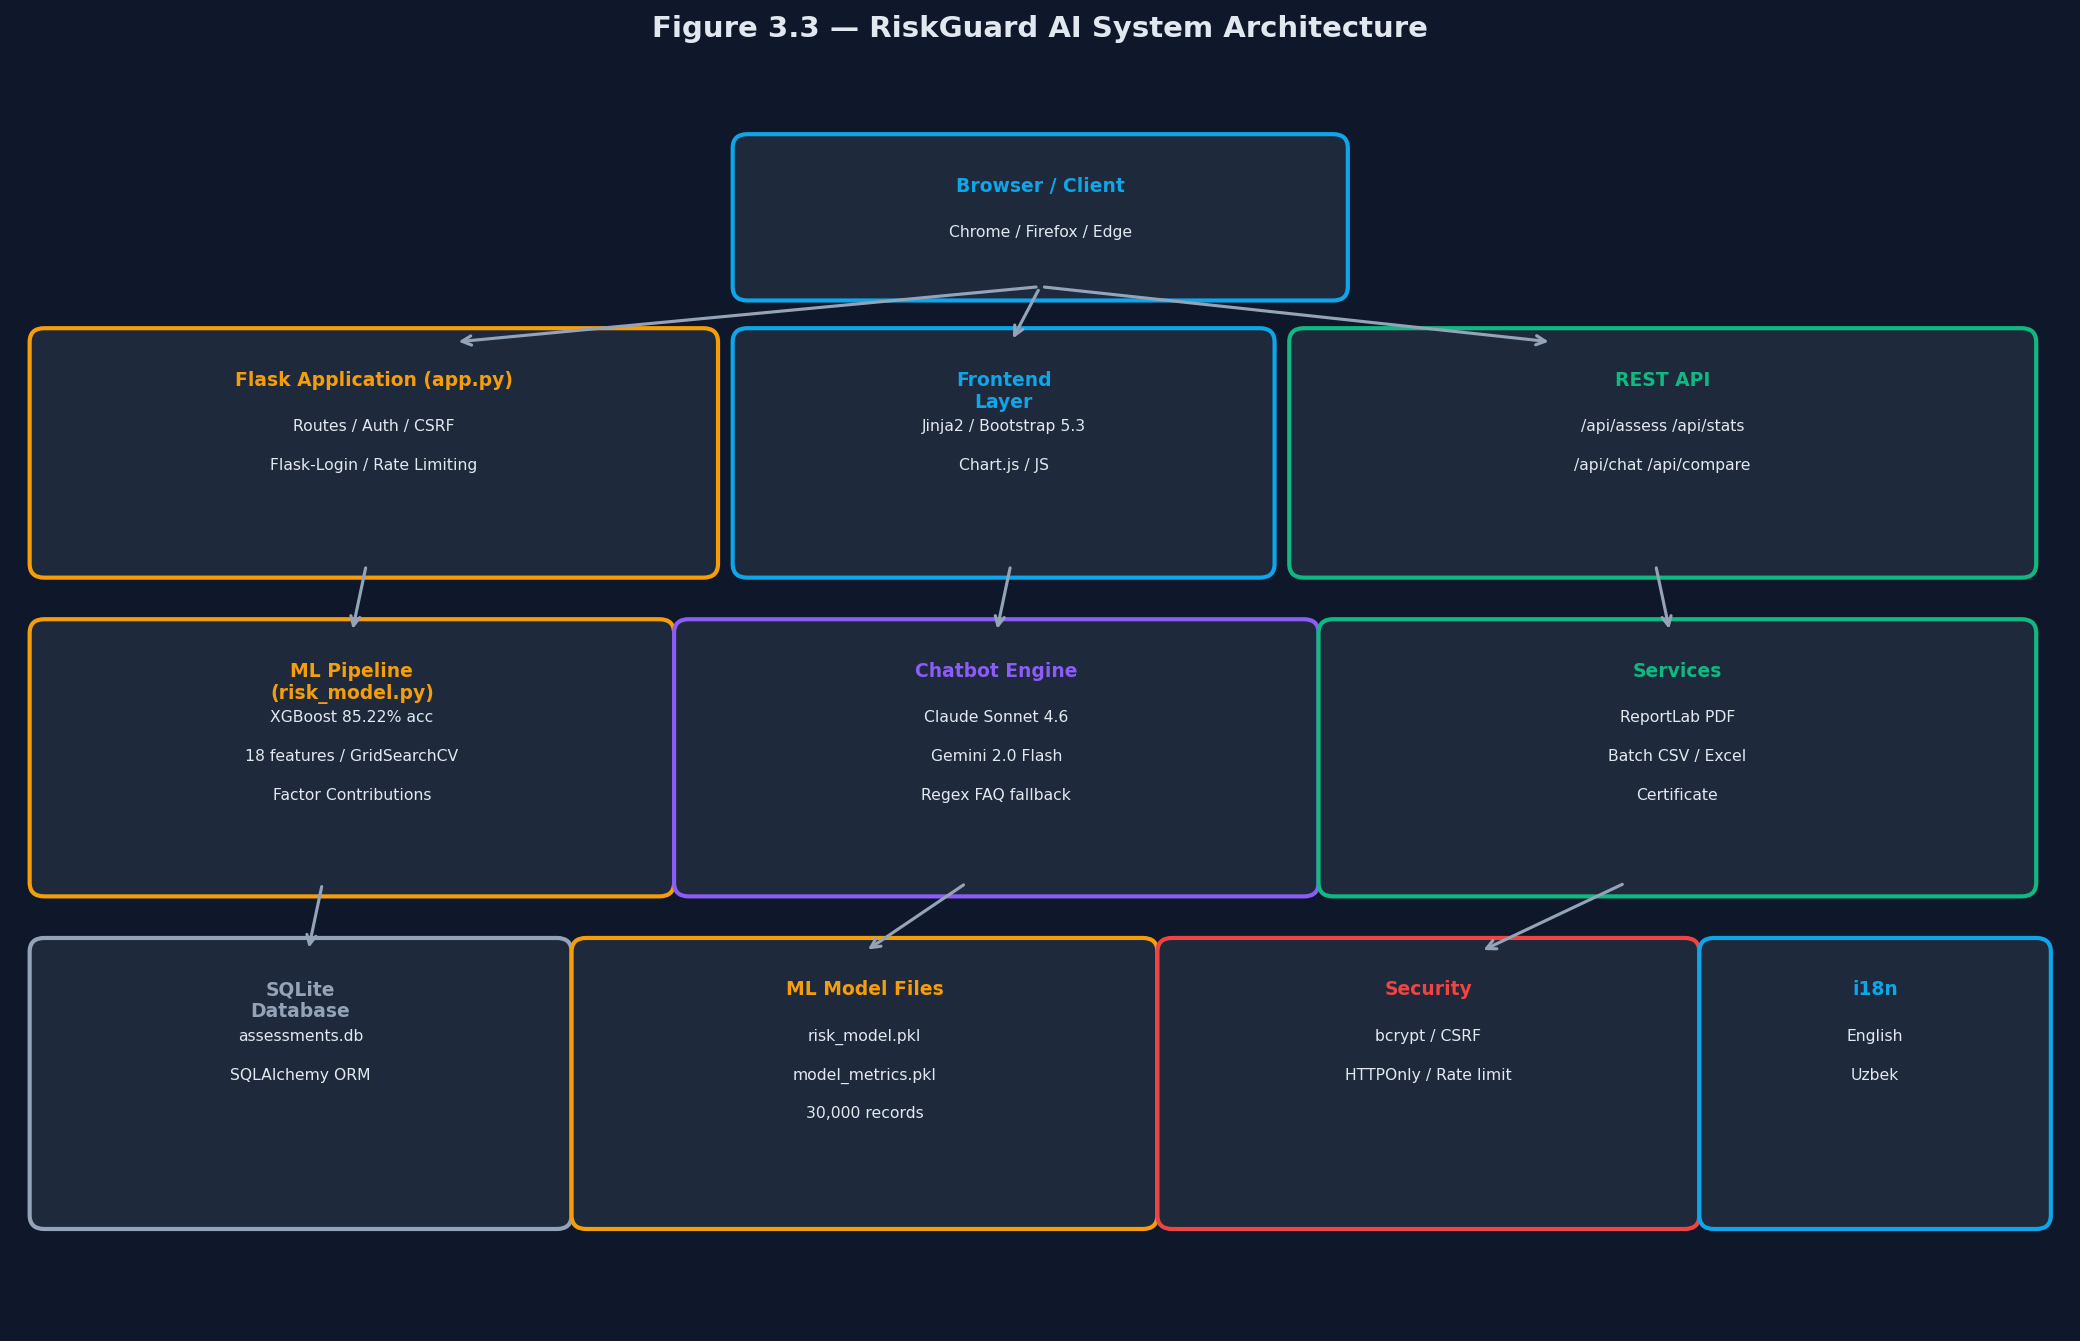 Figure 3.3 — RiskGuard AI System Architecture
Browser / Client
Chrome / Firefox / Edge
Flask Application (app.py)
Routes / Auth / CSRF
Flask-Login / Rate Limiting
Frontend
Layer
Jinja2 / Bootstrap 5.3
Chart.js / JS
REST API
/api/assess /api/stats
/api/chat /api/compare
ML Pipeline
(risk_model.py)
XGBoost 85.22% acc
18 features / GridSearchCV
Factor Contributions
Chatbot Engine
Claude Sonnet 4.6
Gemini 2.0 Flash
Regex FAQ fallback
Services
ReportLab PDF
Batch CSV / Excel
Certificate
SQLite
Database
assessments.db
SQLAlchemy ORM
ML Model Files
risk_model.pkl
model_metrics.pkl
30,000 records
Security
bcrypt / CSRF
HTTPOnly / Rate limit
i18n
English
Uzbek